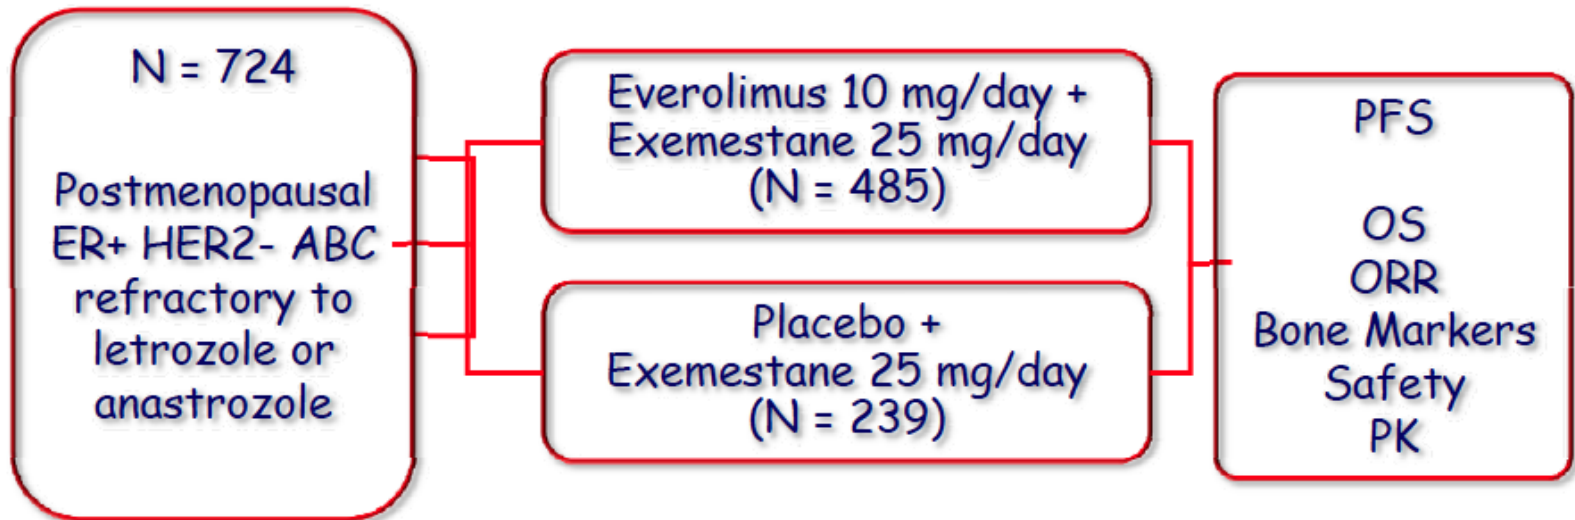 N = 724
Postmenopausal
ER+ HER2- ABC
refractory to
letrozole or
anastrozole
Everolimus 10 mg/day +
Exemestane 25 mg/day
(N = 485)
Placebo +
Exemestane 25 mg/day
(N = 239)
PFS
OS
ORR
Bone Markers
Safety
PK